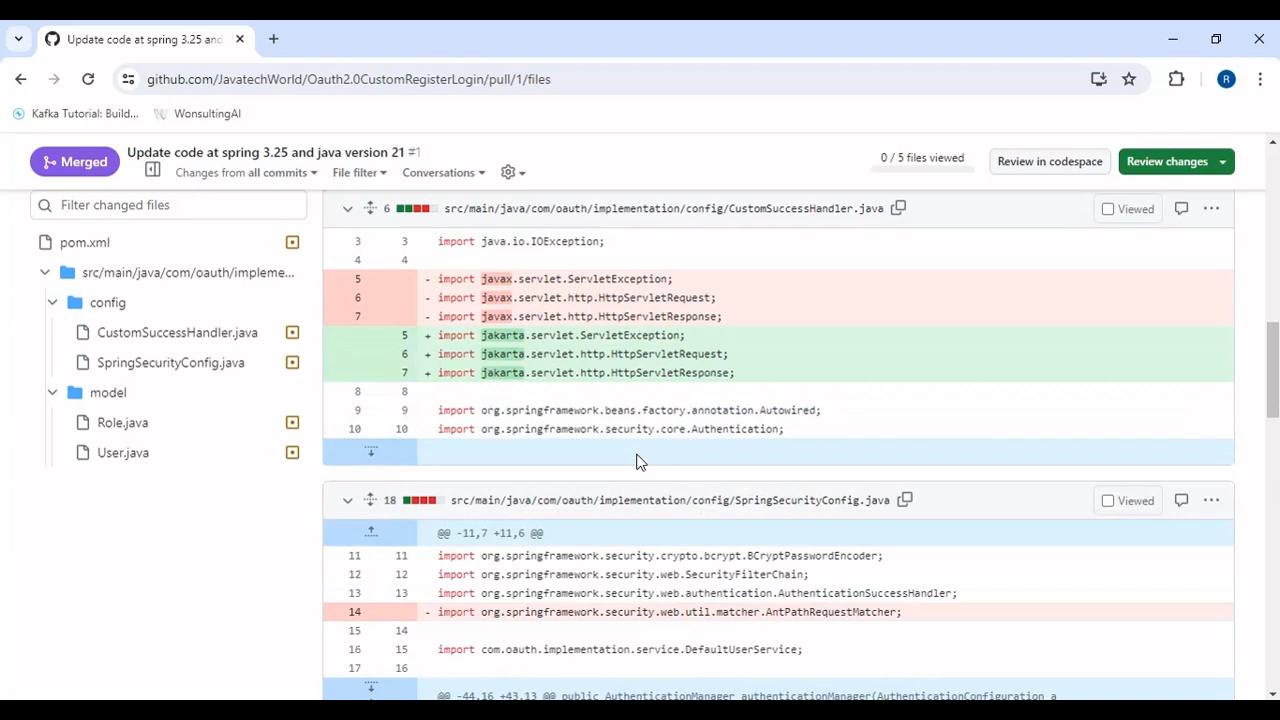 Update code at spring 3.25 and
github.com/JavatechWorld/Oauth2.0CustomRegisterLogin/pull/1/files
R
Kafka Tutorial: Build...
WonsultingAI
Merged
Update code at spring 3.25 and java version 21 #1
Changes from all commits
File filter
Conversations
0 / 5 files viewed
Review in codespace
Review changes
Filter changed files
pom.xml
src/main/java/com/oauth/impleme...
config
CustomSuccessHandler.java
SpringSecurityConfig.java
model
Role.java
User.java
6 src/main/java/com/oauth/implementation/config/CustomSuccessHandler.java
Viewed
3 3 import java.io.IOException;
4 4
5 - import javax.servlet.ServletException;
6 - import javax.servlet.http.HttpServletRequest;
7 - import javax.servlet.http.HttpServletResponse;
5 + import jakarta.servlet.ServletException;
6 + import jakarta.servlet.http.HttpServletRequest;
7 + import jakarta.servlet.http.HttpServletResponse;
8 8
9 9 import org.springframework.beans.factory.annotation.Autowired;
10 10 import org.springframework.security.core.Authentication;
18 src/main/java/com/oauth/implementation/config/SpringSecurityConfig.java
Viewed
@@ -11,7 +11,6 @@
11 11 import org.springframework.security.crypto.bcrypt.BCryptPasswordEncoder;
12 12 import org.springframework.security.web.SecurityFilterChain;
13 13 import org.springframework.security.web.authentication.AuthenticationSuccessHandler;
14 - import org.springframework.security.web.util.matcher.AntPathRequestMatcher;
15 14
16 15 import com.oauth.implementation.service.DefaultUserService;
17 16
@@ -44,16 +43,13 @@ public AuthenticationManager authenticationManager(AuthenticationConfiguration a